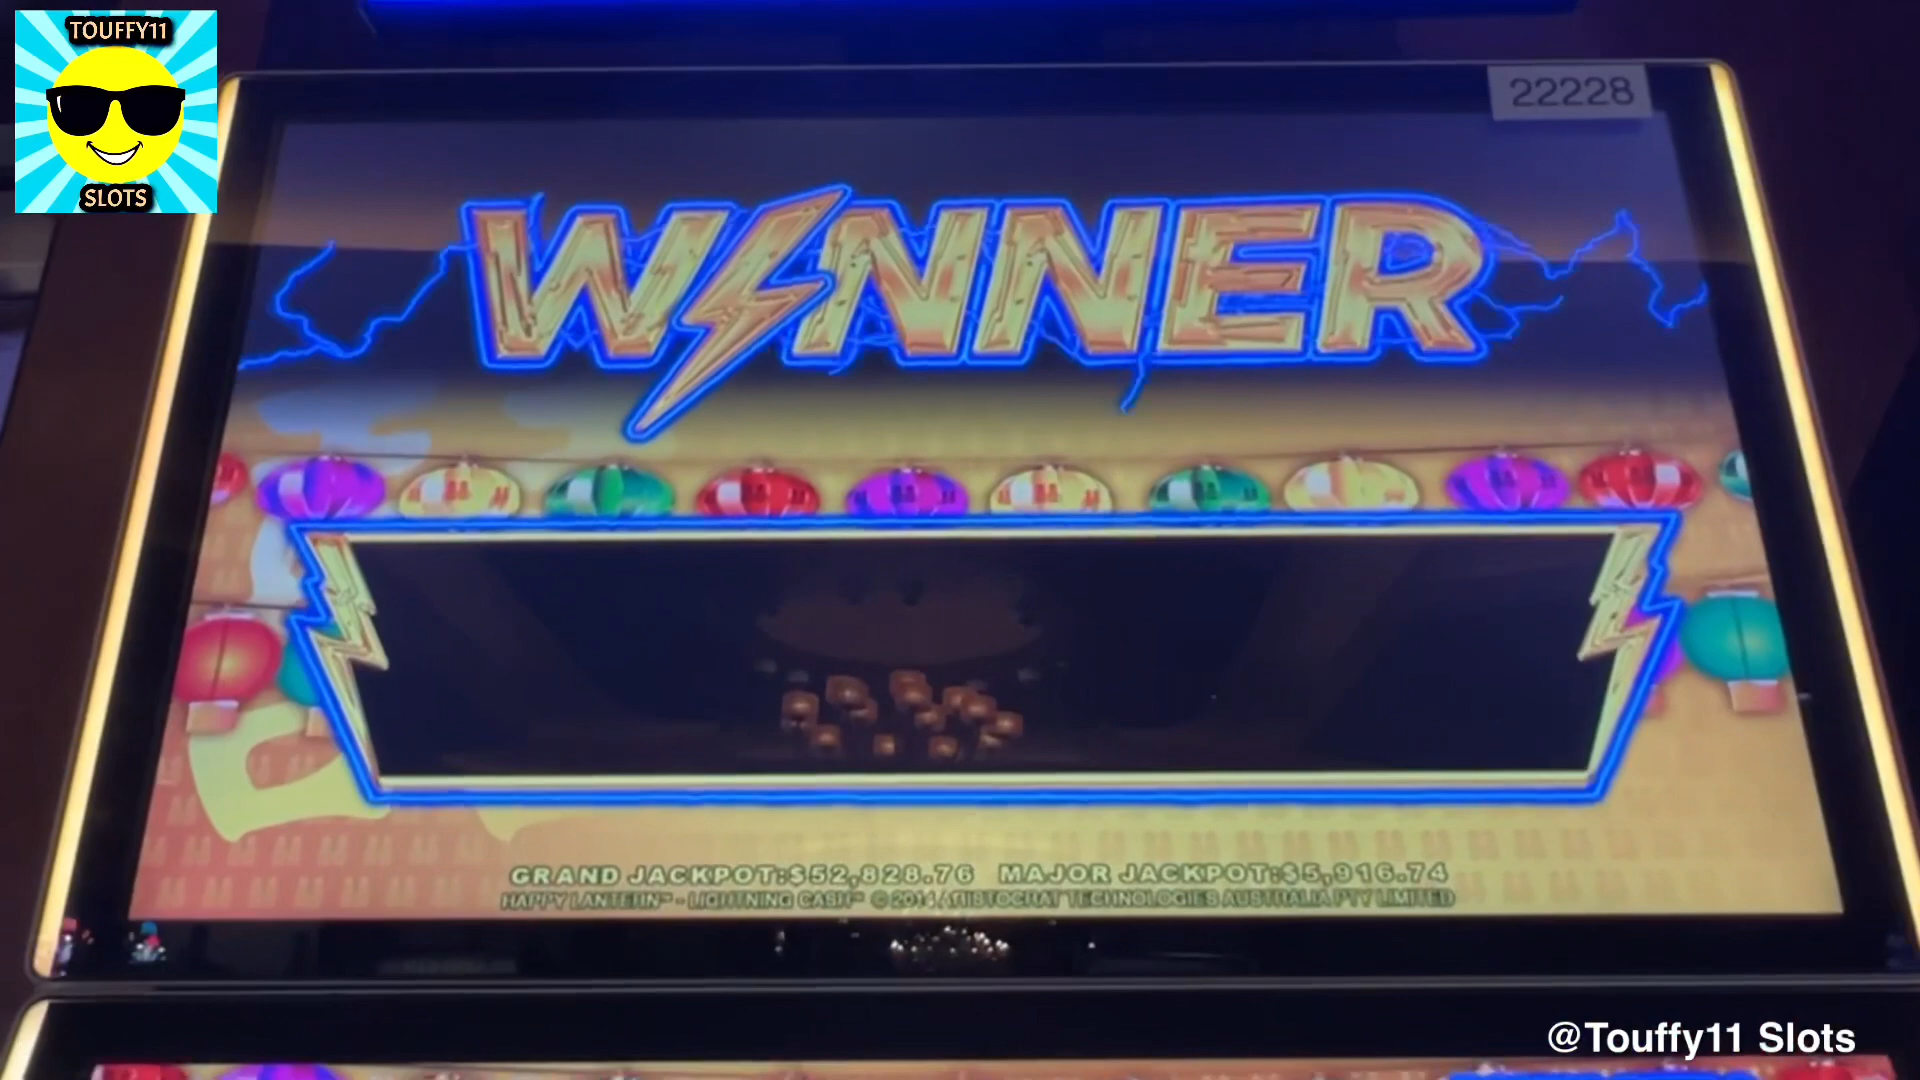 TOUFFY11
SLOTS
22228
WINNER
GRAND JACKPOT:$52,828.76 MAJOR JACKPOT:$5,916.74
HAPPY LANTERN™ - LIGHTNING CASH™ © 2014 ARISTOCRAT TECHNOLOGIES AUSTRALIA PTY LIMITED
@Touffy11 Slots